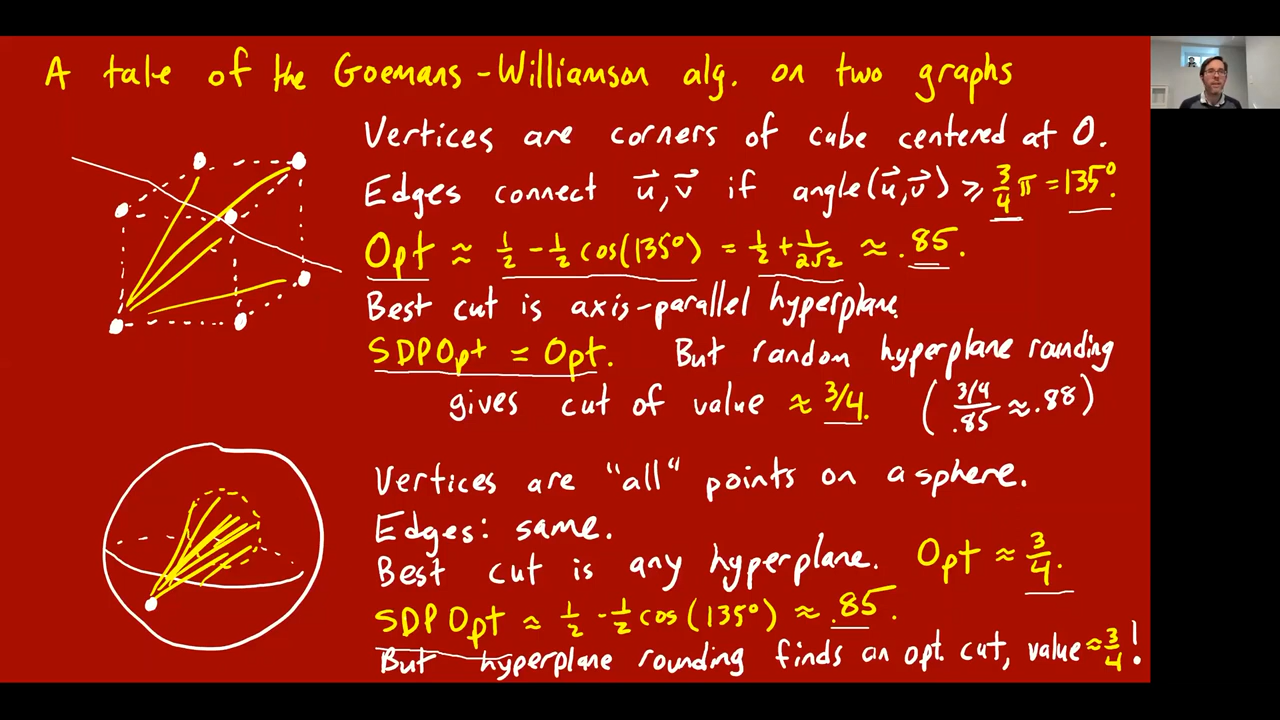 A tale of the Goemans-Williamson alg. on two graphs
Vertices are corners of cube centered at 0.
Edges connect u⃗, v⃗ if angle(u⃗, v⃗) ⩾ 3/4 π = 135°.
Opt ≈ 1/2 - 1/2 cos(135°) = 1/2 + 1/(2√2) ≈ .85.
Best cut is axis-parallel hyperplane
SDPOpt = Opt. But random hyperplane rounding
gives cut of value ≈ 3/4. ( (3/4)/.85 ≈ .88 )
Vertices are "all" points on a sphere.
Edges: same.
Best cut is any hyperplane. Opt ≈ 3/4.
SDP Opt ≈ 1/2 - 1/2 cos(135°) ≈ .85.
But hyperplane rounding finds an opt. cut, value ≈ 3/4!